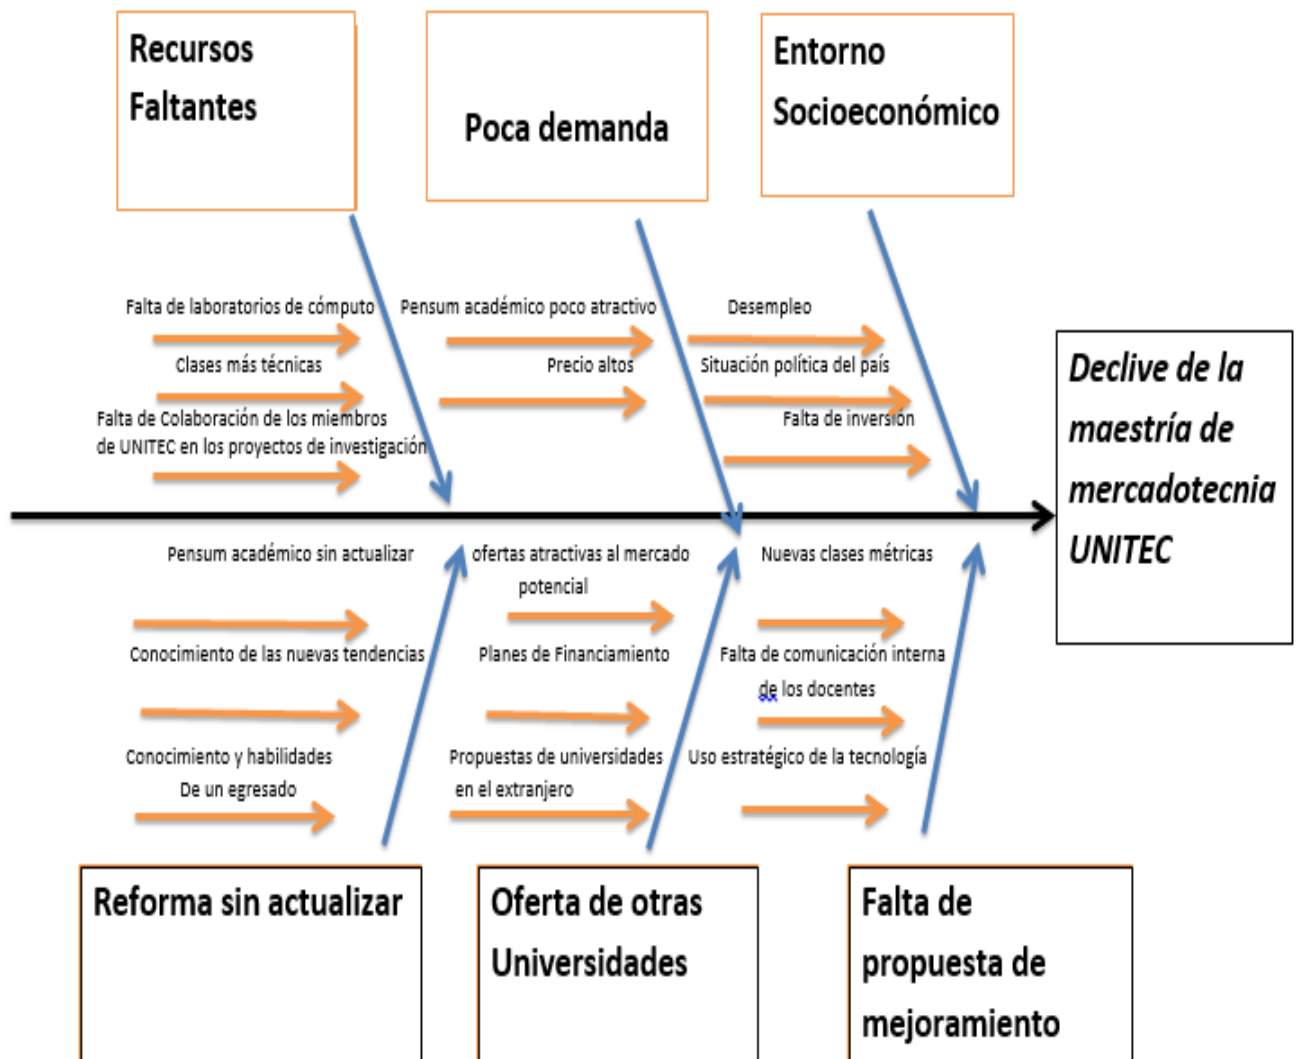 Recursos
Faltantes
Poca demanda
Entorno
Socioeconómico
Falta de laboratorios de cómputo
Clases más técnicas
Falta de Colaboración de los miembros
de UNITEC en los proyectos de investigación
Pensum académico poco atractivo
Precio altos
Desempleo
Situación política del país
Falta de inversión
Declive de la
maestría de
mercadotecnia
UNITEC
Pensum académico sin actualizar
Conocimiento de las nuevas tendencias
Conocimiento y habilidades
De un egresado
ofertas atractivas al mercado
potencial
Planes de Financiamiento
Propuestas de universidades
en el extranjero
Nuevas clases métricas
Falta de comunicación interna
de los docentes
Uso estratégico de la tecnología
Reforma sin actualizar
Oferta de otras
Universidades
Falta de
propuesta de
mejoramiento